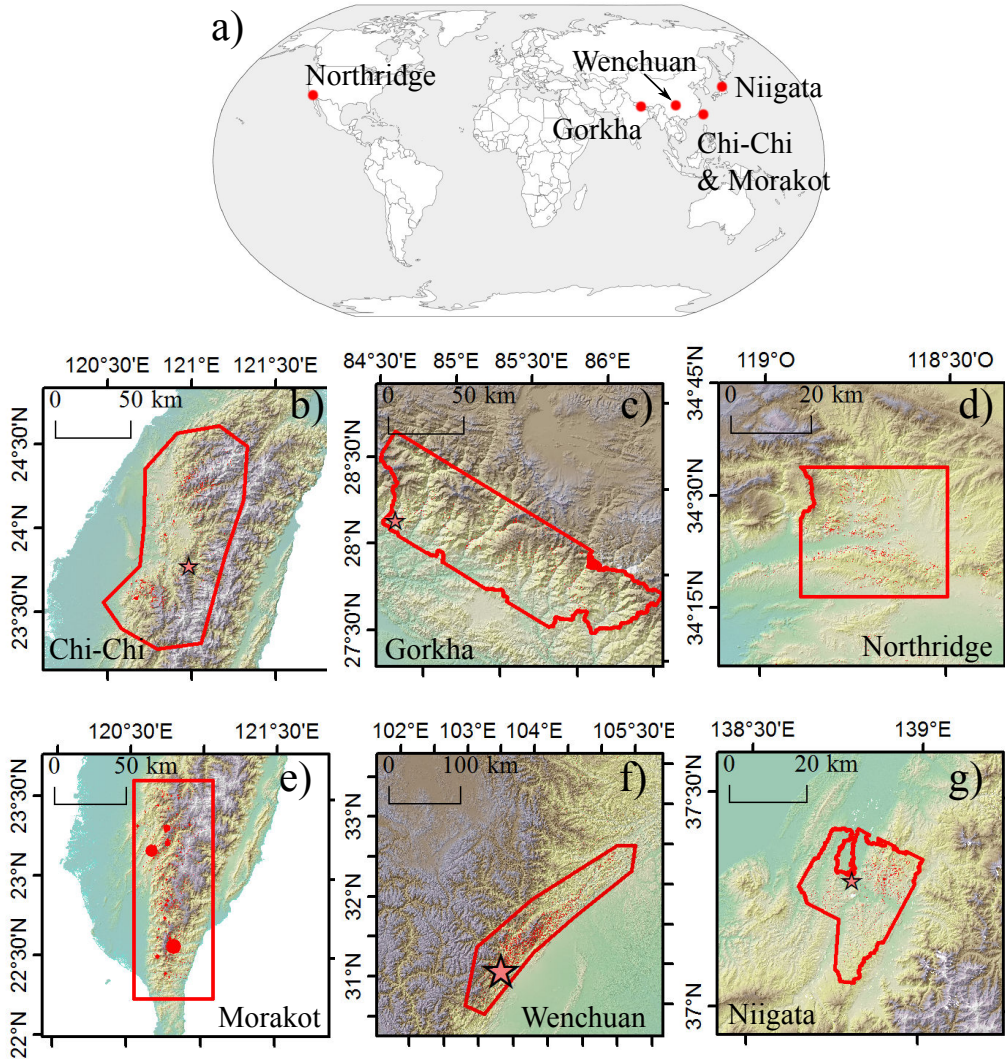 a)
Northridge
Wenchuan
Niigata
Gorkha
Chi-Chi
& Morakot
120°30'E 121°E 121°30'E
0 50 km
b)
24°30'N
24°N
23°30'N
Chi-Chi
84°30'E 85°E 85°30'E 86°E
0 50 km
c)
28°30'N
28°N
27°30'N
Gorkha
119°O 118°30'O
0 20 km
d)
34°45'N
34°30'N
34°15'N
Northridge
120°30'E 121°30'E
0 50 km
e)
23°30'N
23°N
22°30'N
22°N
Morakot
102°E 103°E 104°E 105°30'E
0 100 km
f)
33°N
32°N
31°N
Wenchuan
138°30'E 139°E
0 20 km
g)
37°30'N
37°N
Niigata